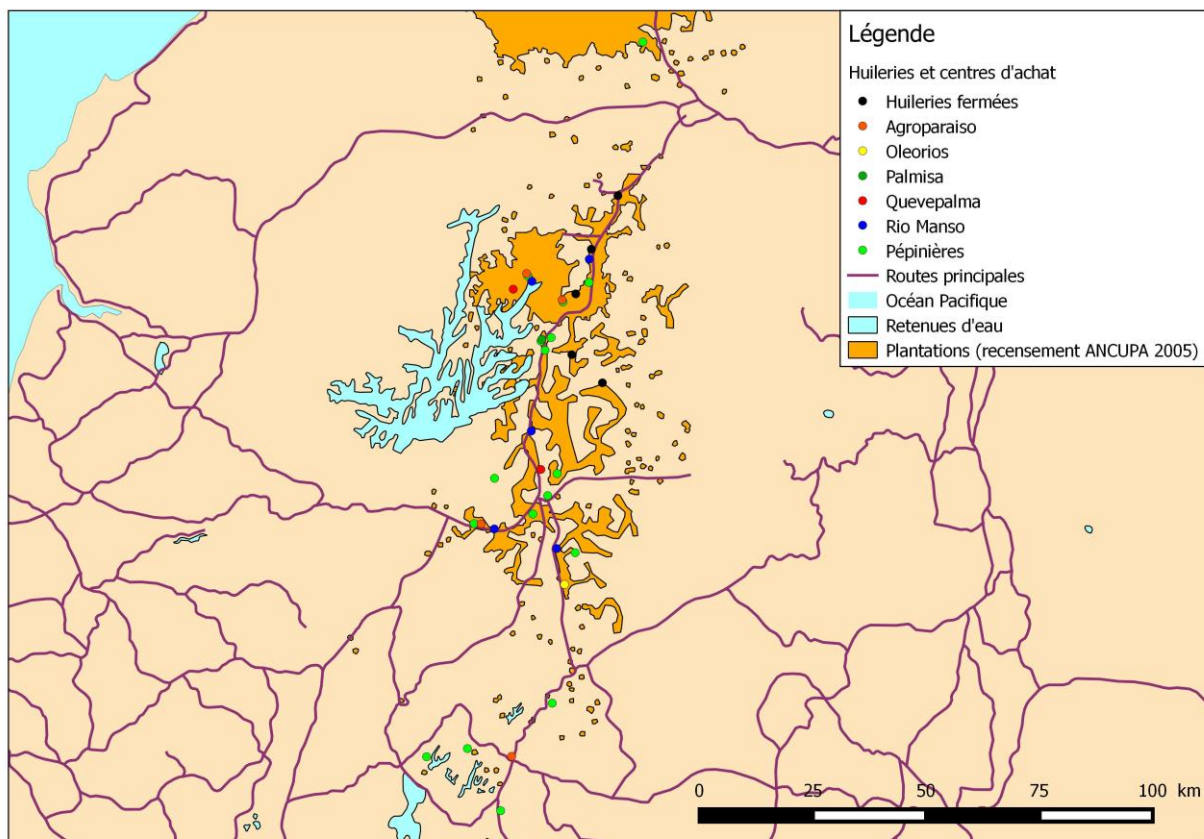 Légende
Huileries et centres d'achat
Huileries fermées
Agroparaiso
Oleorios
Palmisa
Quevepalma
Rio Manso
Pépinières
Routes principales
Océan Pacifique
Retenues d'eau
Plantations (recensement ANCUPA 2005)
0 25 50 75 100 km